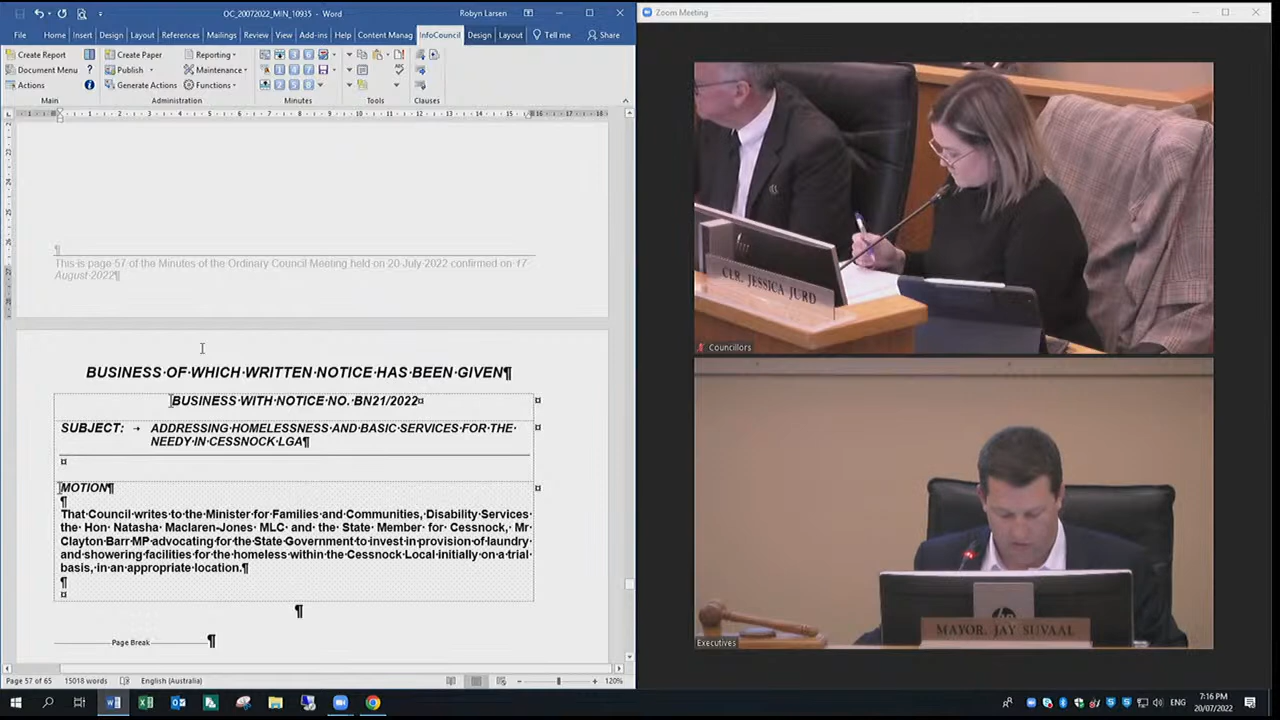 OC_20072022_MIN_10935 - Word
Robyn Larsen
Zoom Meeting
File Home Insert Design Layout References Mailings Review View Add-ins Help Content Manag InfoCouncil Design Layout Tell me Share
Create Report Create Paper Reporting
Document Menu Publish Maintenance
Actions Generate Actions Functions
Main Administration Minutes Tools Clauses
This is page 57 of the Minutes of the Ordinary Council Meeting held on 20 July 2022 confirmed on 17
August 2022¶
BUSINESS·OF·WHICH·WRITTEN·NOTICE·HAS·BEEN·GIVEN¶
BUSINESS·WITH·NOTICE·NO.·BN21/2022¤
SUBJECT: → ADDRESSING·HOMELESSNESS·AND·BASIC·SERVICES·FOR·THE·
NEEDY·IN·CESSNOCK·LGA¶
MOTION¶
That·Council·writes·to·the·Minister·for·Families·and·Communities,·Disability·Services
the·Hon·Natasha·Maclaren-Jones·MLC·and·the·State·Member·for·Cessnock,·Mr
Clayton·Barr·MP·advocating·for·the·State·Government·to·invest·in·provision·of·laundry
and·showering·facilities·for·the·homeless·within·the·Cessnock·Local·initially·on·a·trial
basis,·in·an·appropriate·location.¶
Page Break
CLR. JESSICA JURD
Councillors
MAYOR. JAY SUVAAL
Executives
Page 57 of 65 15018 words English (Australia) 120%
ENG
7:16 PM
20/07/2022